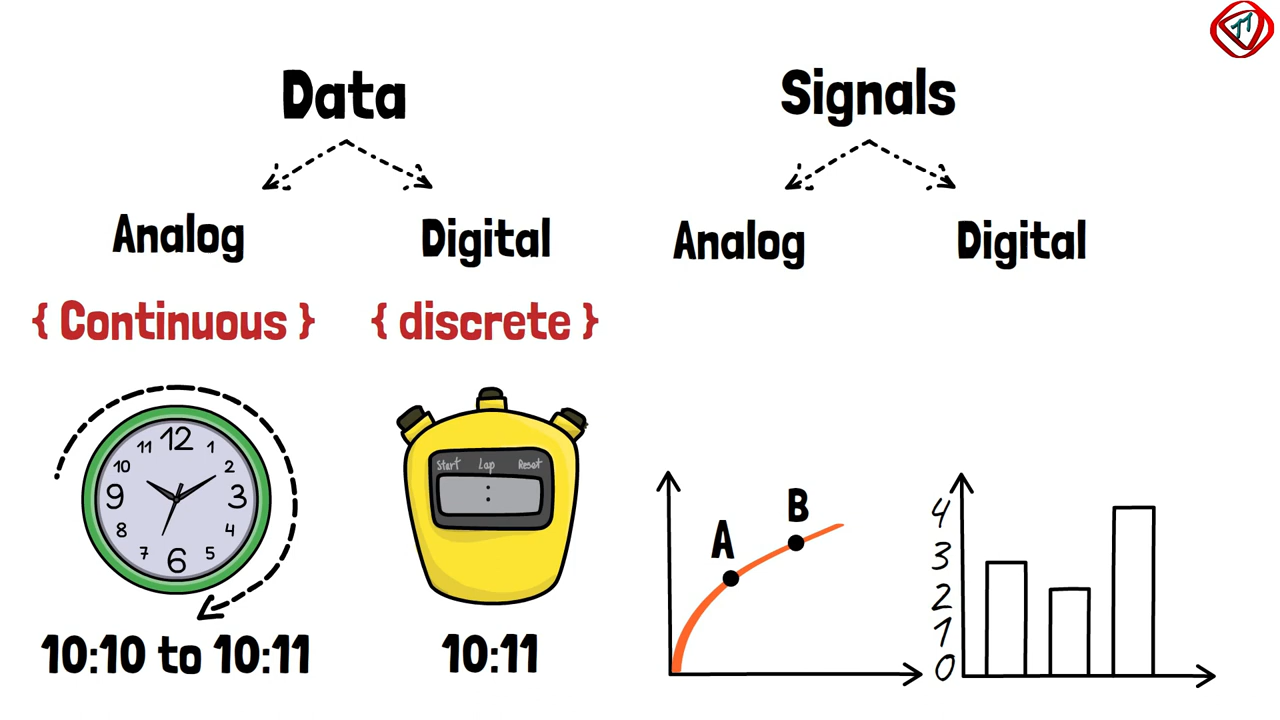 Data
Signals
Analog
Digital
Analog
Digital
{ Continuous }
{ discrete }
12
1
2
3
4
5
6
7
8
9
10
11
Start Lap Reset
:
10:10 to 10:11
10:11
A
B
4
3
2
1
0